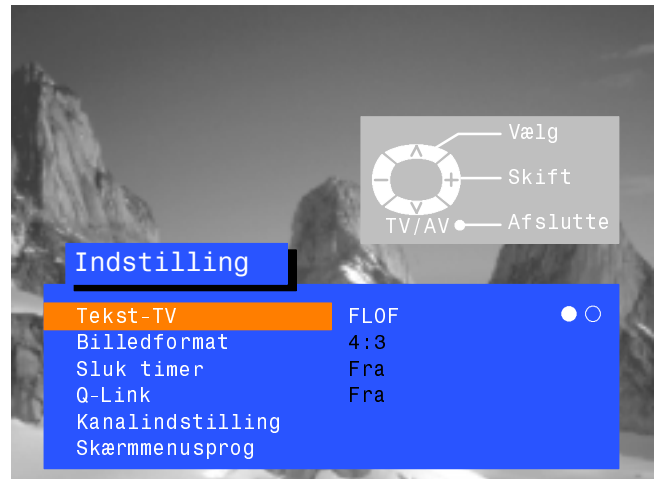 Vælg
Skift
TV/AV Afslutte
Indstilling
Tekst-TV FLOF
Billedformat 4:3
Sluk timer Fra
Q-Link Fra
Kanalindstilling
Skærmmenusprog